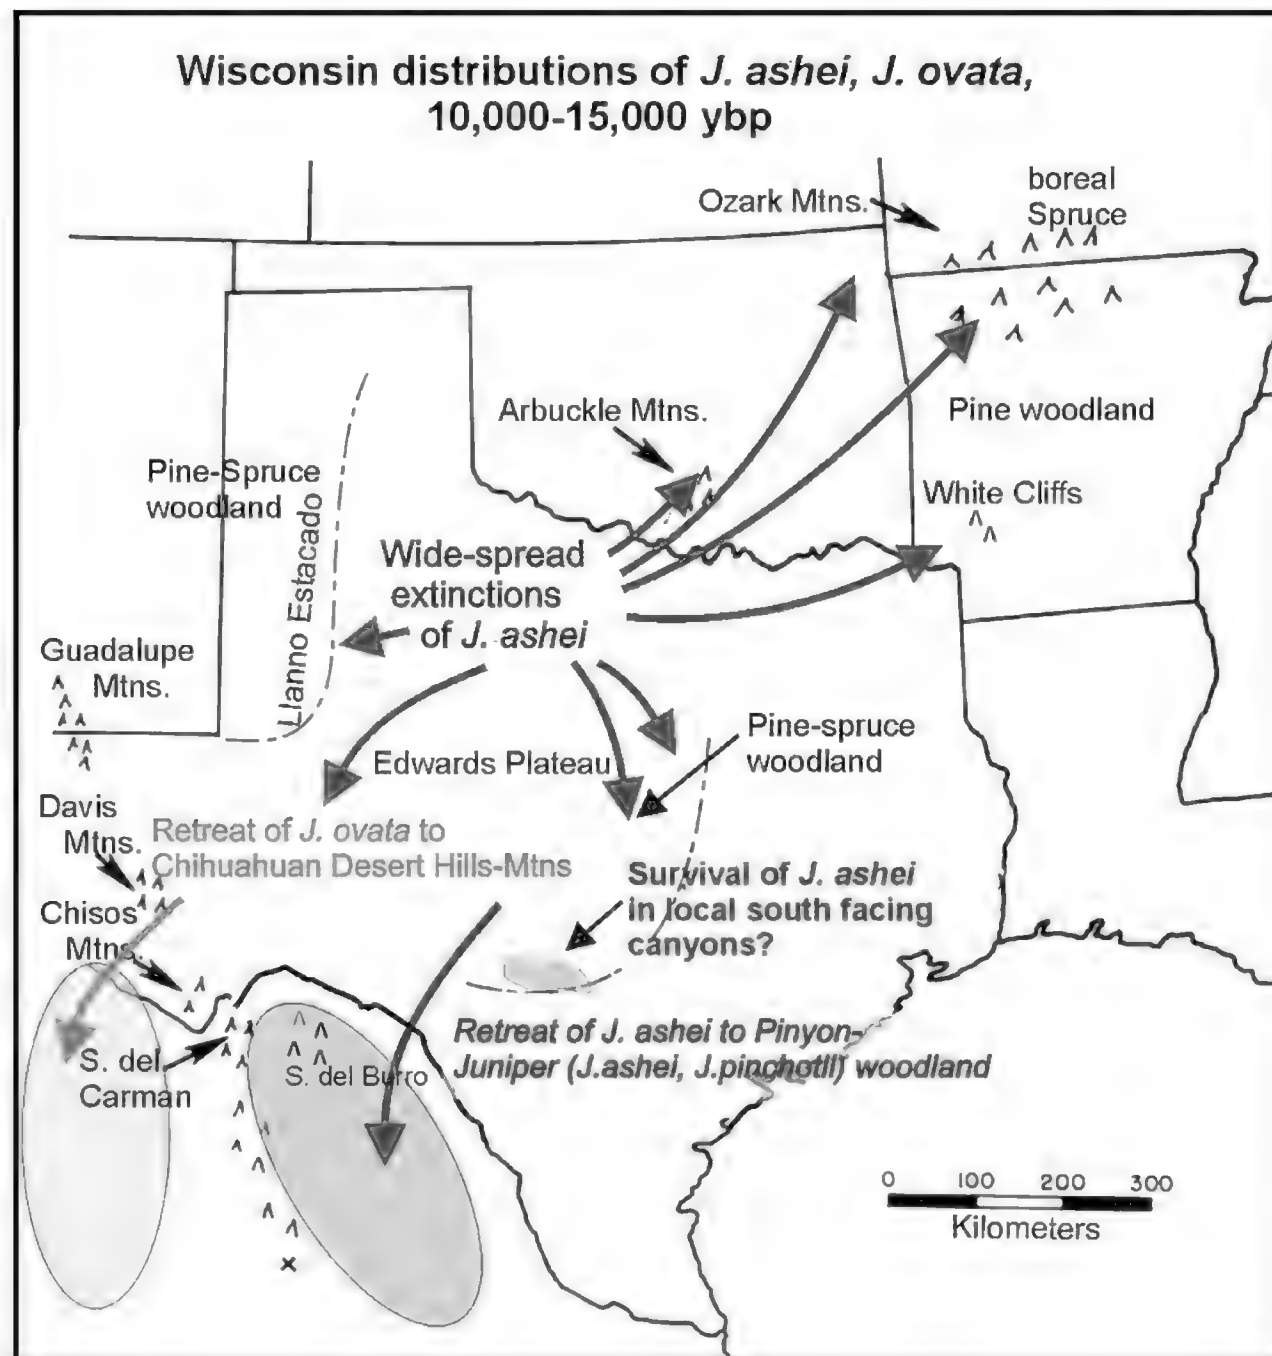 Wisconsin distributions of J. ashei, J. ovata,
10,000-15,000 ybp
boreal
Spruce
Ozark Mtns.
Arbuckle Mtns.
Pine woodland
Pine-Spruce
woodland
White Cliffs
Llanno Estacado
Wide-spread
extinctions
of J. ashei
Guadalupe
Mtns.
Pine-spruce
woodland
Edwards Plateau
Davis
Mtns.
Retreat of J. ovata to
Chihuahuan Desert Hills-Mtns
Survival of J. ashei
in local south facing
canyons?
Chisos
Mtns.
Retreat of J. ashei to Pinyon-
Juniper (J.ashei, J.pinchotii) woodland
S. del
Carman
S. del Burro
0 100 200 300
Kilometers